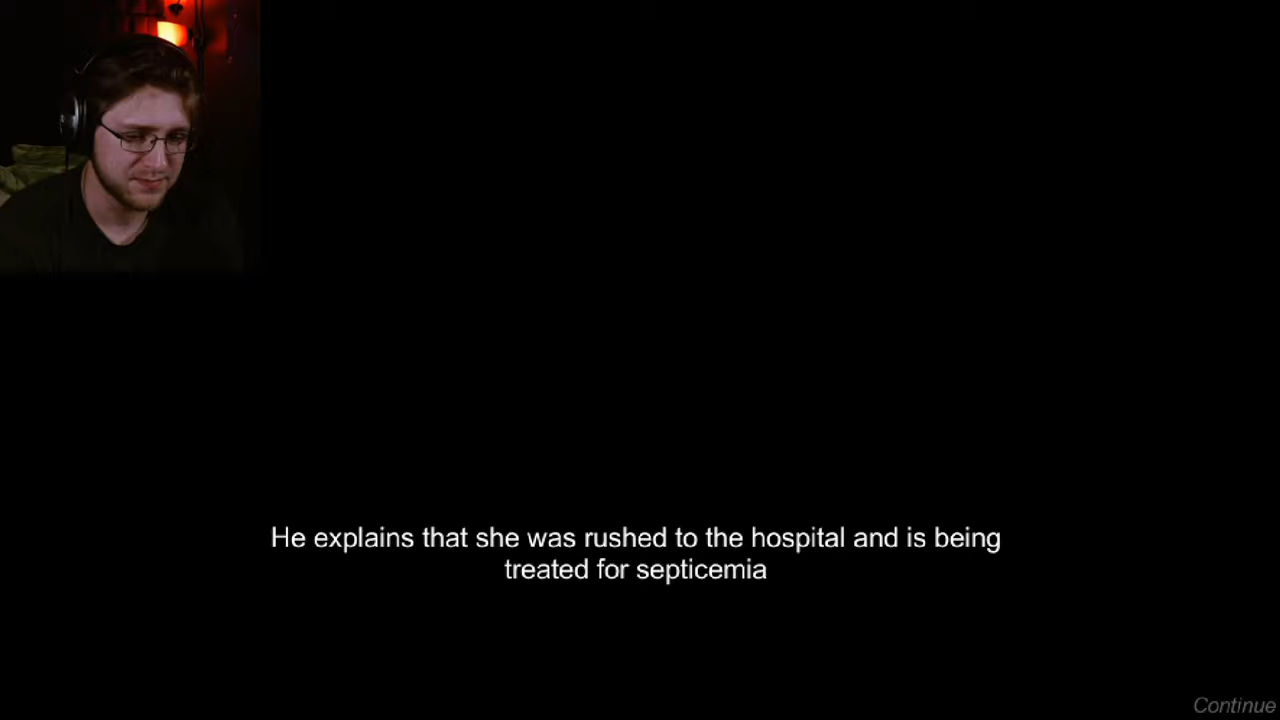 He explains that she was rushed to the hospital and is being
treated for septicemia
Continue